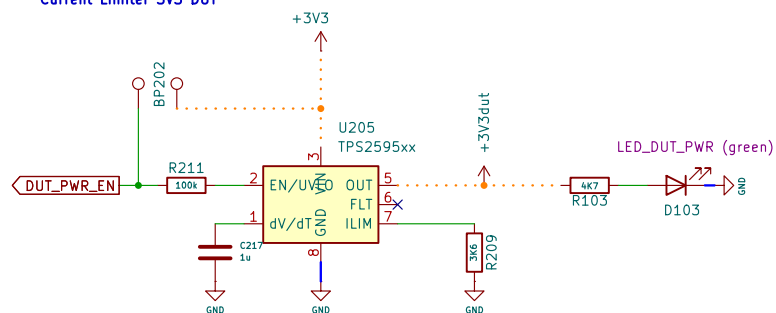 Current Limiter 3V3 DUT
+3V3
BP202
+3V3dut
U205
TPS2595xx
LED_DUT_PWR (green)
DUT_PWR_EN
R211
100k
2
3
EN/UVLO
VIN
OUT
5
4K7
R103
D103
GND
FLT
6
1
dV/dT
GND
ILIM
7
C217
1u
8
3K6
R209
GND
GND
GND